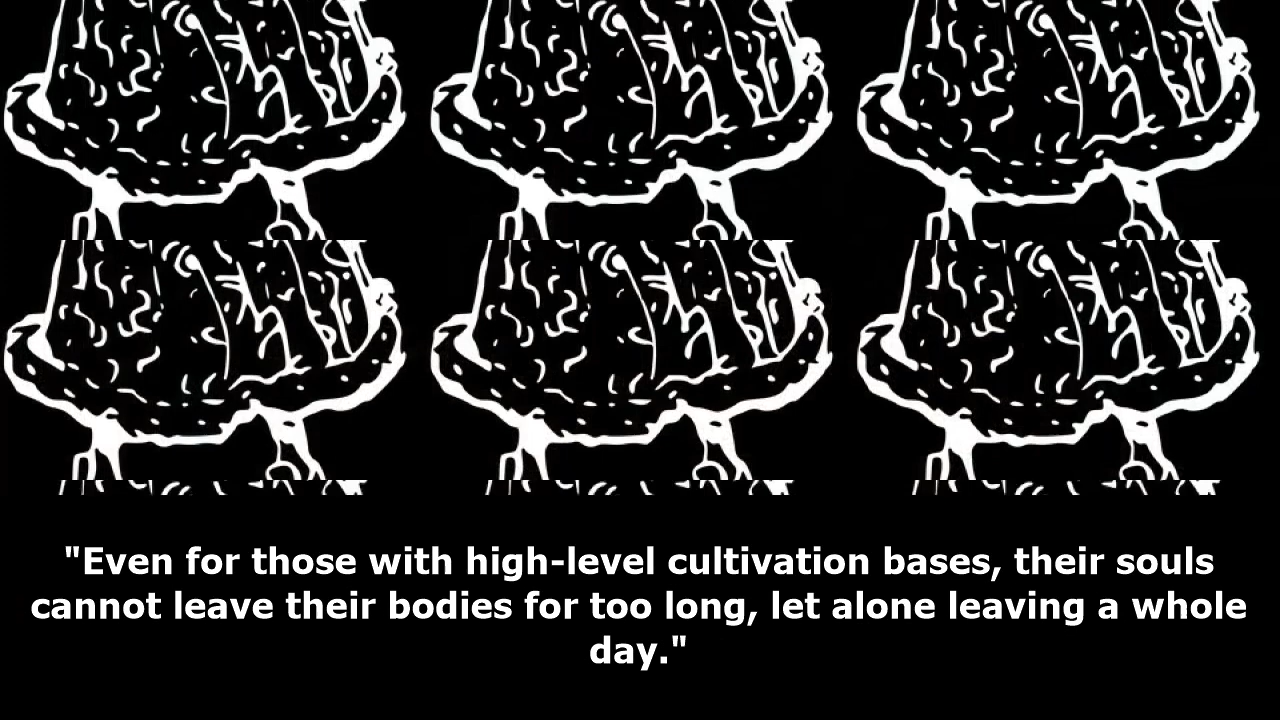 "Even for those with high-level cultivation bases, their souls
cannot leave their bodies for too long, let alone leaving a whole
day."